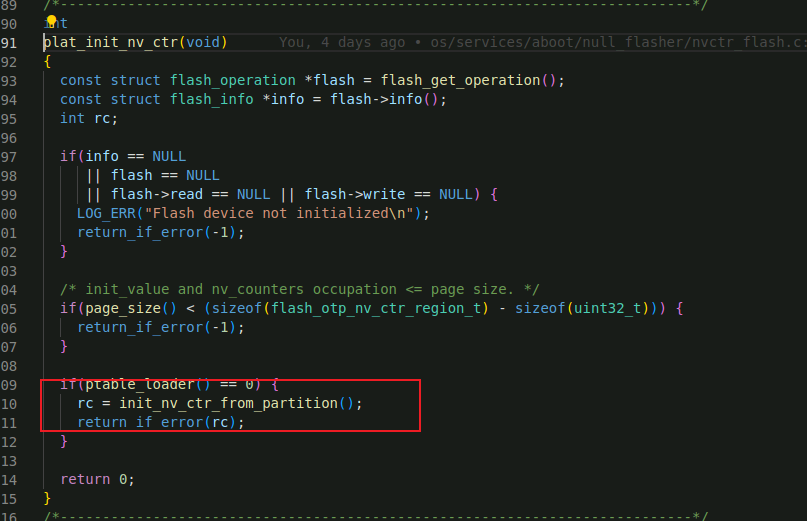 89 /*---------------------------------------------------------------------------*/
90 int
91 plat_init_nv_ctr(void) You, 4 days ago • os/services/aboot/null_flasher/nvctr_flash.c:
92 {
93 const struct flash_operation *flash = flash_get_operation();
94 const struct flash_info *info = flash->info();
95 int rc;
96
97 if(info == NULL
98 || flash == NULL
99 || flash->read == NULL || flash->write == NULL) {
00 LOG_ERR("Flash device not initialized\n");
01 return_if_error(-1);
02 }
03
04 /* init_value and nv_counters occupation <= page size. */
05 if(page_size() < (sizeof(flash_otp_nv_ctr_region_t) - sizeof(uint32_t))) {
06 return_if_error(-1);
07 }
08
09 if(ptable_loader() == 0) {
10 rc = init_nv_ctr_from_partition();
11 return_if_error(rc);
12 }
13
14 return 0;
15 }
16 /*---------------------------------------------------------------------------*/